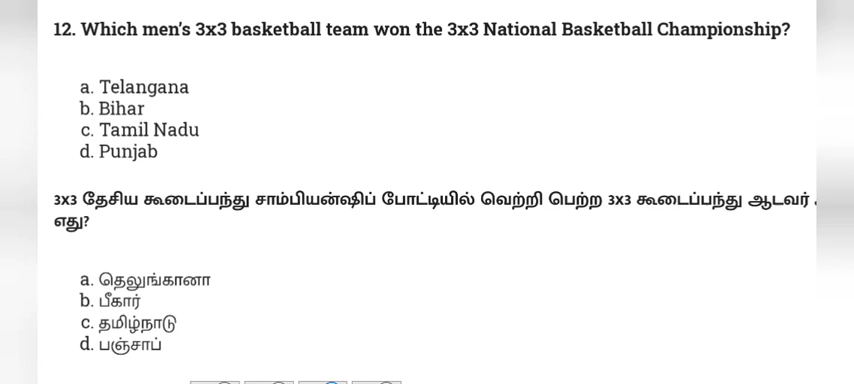 12. Which men's 3x3 basketball team won the 3x3 National Basketball Championship?
a. Telangana
b. Bihar
c. Tamil Nadu
d. Punjab
3x3 தேசிய கூடைப்பந்து சாம்பியன்ஷிப் போட்டியில் வெற்றி பெற்ற 3x3 கூடைப்பந்து ஆடவர்
எது?
a. தெலுங்கானா
b. பீகார்
c. தமிழ்நாடு
d. பஞ்சாப்